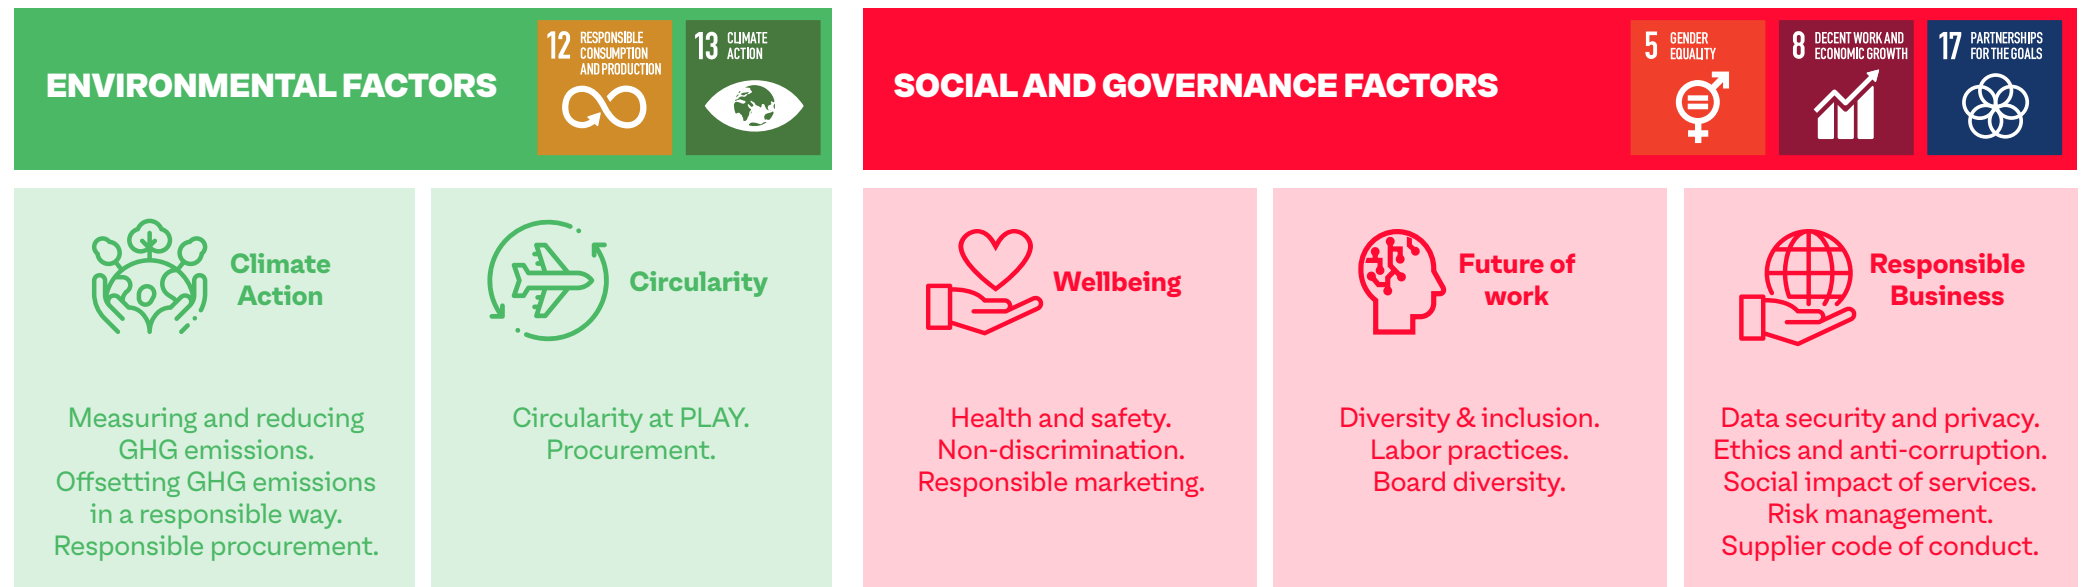 ENVIRONMENTAL FACTORS
12 RESPONSIBLE
CONSUMPTION
AND PRODUCTION
13 CLIMATE
ACTION
SOCIAL AND GOVERNANCE FACTORS
5 GENDER
EQUALITY
8 DECENT WORK AND
ECONOMIC GROWTH
17 PARTNERSHIPS
FOR THE GOALS
Climate
Action
Measuring and reducing
GHG emissions.
Offsetting GHG emissions
in a responsible way.
Responsible procurement.
Circularity
Circularity at PLAY.
Procurement.
Wellbeing
Health and safety.
Non-discrimination.
Responsible marketing.
Future of
work
Diversity & inclusion.
Labor practices.
Board diversity.
Responsible
Business
Data security and privacy.
Ethics and anti-corruption.
Social impact of services.
Risk management.
Supplier code of conduct.